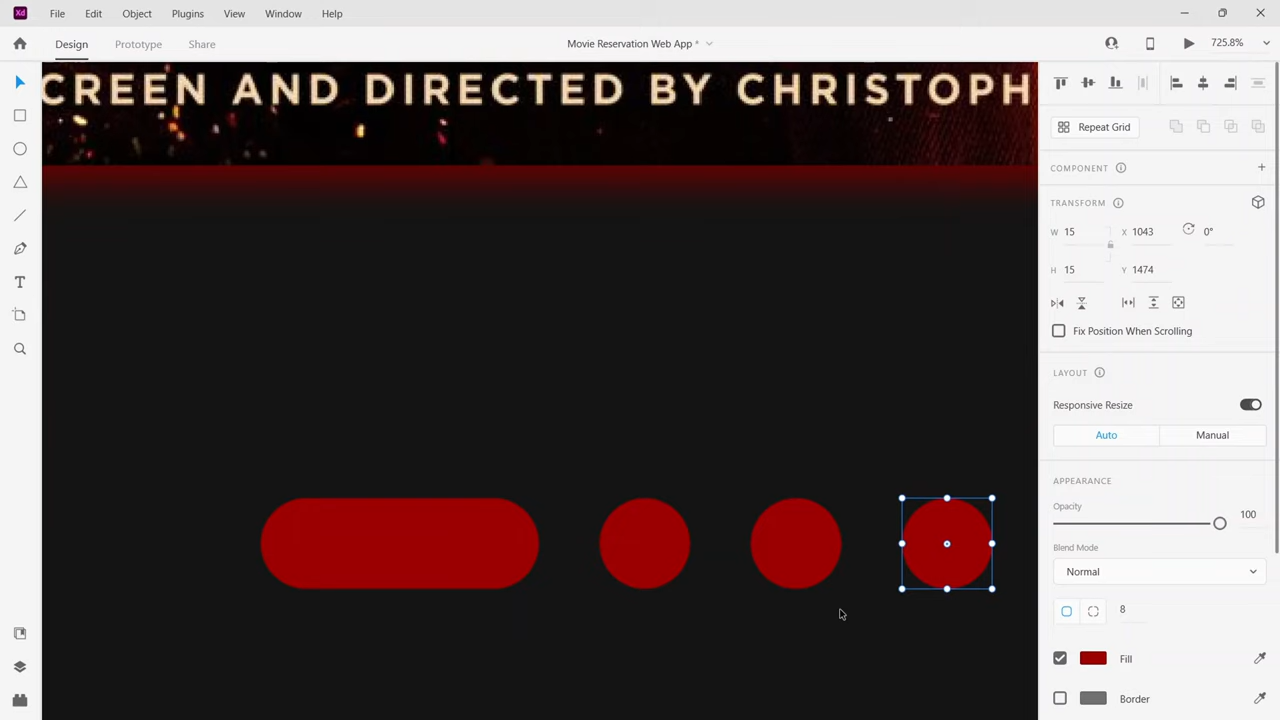 Xd File Edit Object Plugins View Window Help
Design Prototype Share Movie Reservation Web App * 725.8%
CREEN AND DIRECTED BY CHRISTOPH
Repeat Grid
COMPONENT
TRANSFORM
W 15 X 1043 0°
H 15 Y 1474
Fix Position When Scrolling
LAYOUT
Responsive Resize
Auto Manual
APPEARANCE
Opacity
100
Blend Mode
Normal
8
Fill
Border